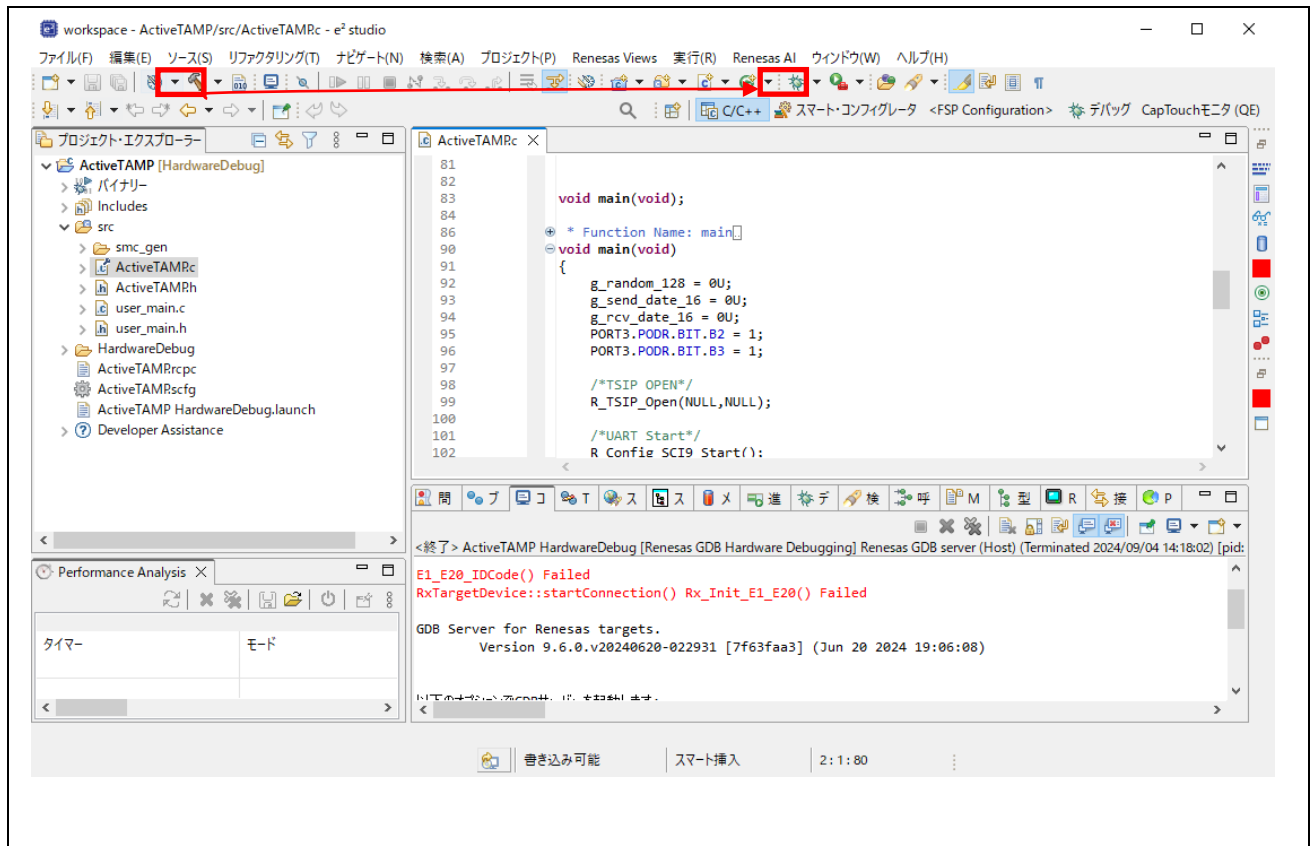 workspace - ActiveTAMP/src/ActiveTAMP.c - e² studio
ファイル(F) 編集(E) ソース(S) リファクタリング(T) ナビゲート(N) 検索(A) プロジェクト(P) Renesas Views 実行(R) Renesas AI ウィンドウ(W) ヘルプ(H)
C/C++ スマート・コンフィグレータ <FSP Configuration> デバッグ CapTouchモニタ (QE)
プロジェクト・エクスプローラー
ActiveTAMP [HardwareDebug]
バイナリー
Includes
src
smc_gen
ActiveTAMP.c
ActiveTAMP.h
user_main.c
user_main.h
HardwareDebug
ActiveTAMP.rcpc
ActiveTAMP.scfg
ActiveTAMP HardwareDebug.launch
Developer Assistance
ActiveTAMP.c
81
82
83 void main(void);
84
86 * Function Name: main
90 void main(void)
91 {
92 g_random_128 = 0U;
93 g_send_date_16 = 0U;
94 g_rcv_date_16 = 0U;
95 PORT3.PODR.BIT.B2 = 1;
96 PORT3.PODR.BIT.B3 = 1;
97
98 /*TSIP OPEN*/
99 R_TSIP_Open(NULL,NULL);
100
101 /*UART Start*/
102 R_Config_SCI9_Start();
問 ブ コ T ス ス メ 進 デ 検 呼 M 型 R 接 P
<終了> ActiveTAMP HardwareDebug [Renesas GDB Hardware Debugging] Renesas GDB server (Host) (Terminated 2024/09/04 14:18:02) [pid:
E1_E20_IDCode() Failed
RxTargetDevice::startConnection() Rx_Init_E1_E20() Failed
GDB Server for Renesas targets.
Version 9.6.0.v20240620-022931 [7f63faa3] (Jun 20 2024 19:06:08)
Performance Analysis
タイマー モード
書き込み可能 スマート挿入 2:1:80